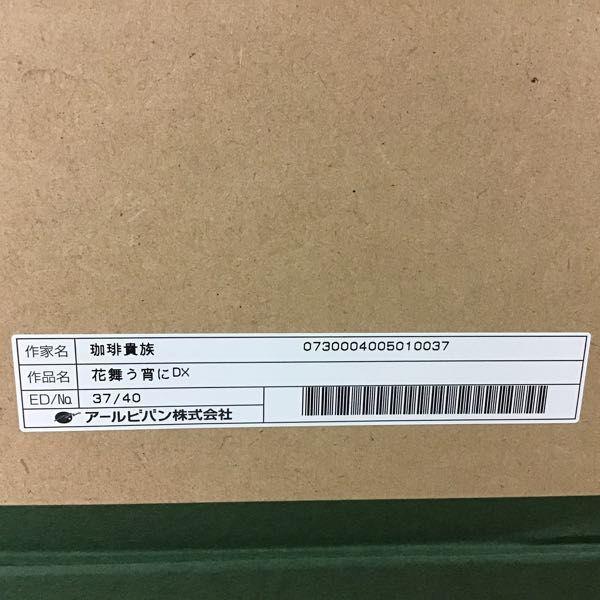 作家名 珈琲貴族 0730004005010037
作品名 花舞う宵にDX
ED/No. 37/40
アールビバン株式会社